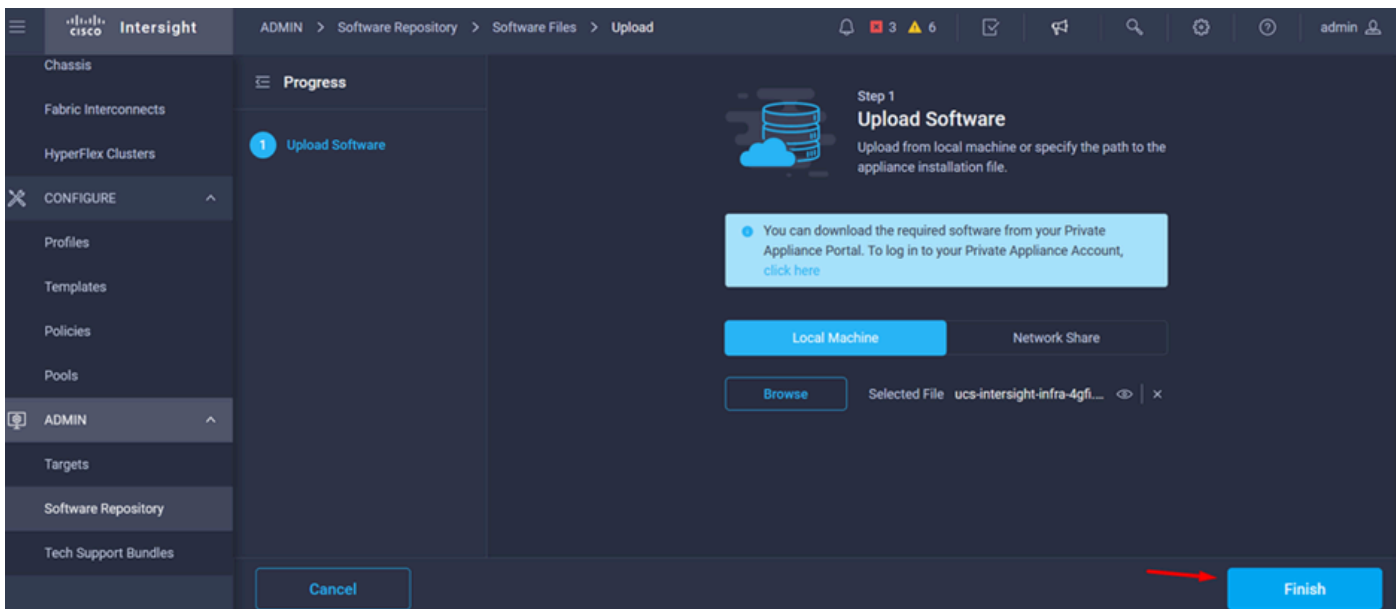 cisco Intersight
ADMIN > Software Repository > Software Files > Upload
3 6
admin
Chassis
Fabric Interconnects
HyperFlex Clusters
CONFIGURE
Profiles
Templates
Policies
Pools
ADMIN
Targets
Software Repository
Tech Support Bundles
Progress
1 Upload Software
Step 1
Upload Software
Upload from local machine or specify the path to the
appliance installation file.
You can download the required software from your Private
Appliance Portal. To log in to your Private Appliance Account,
click here
Local Machine Network Share
Browse Selected File ucs-intersight-infra-4gfi....
Cancel Finish